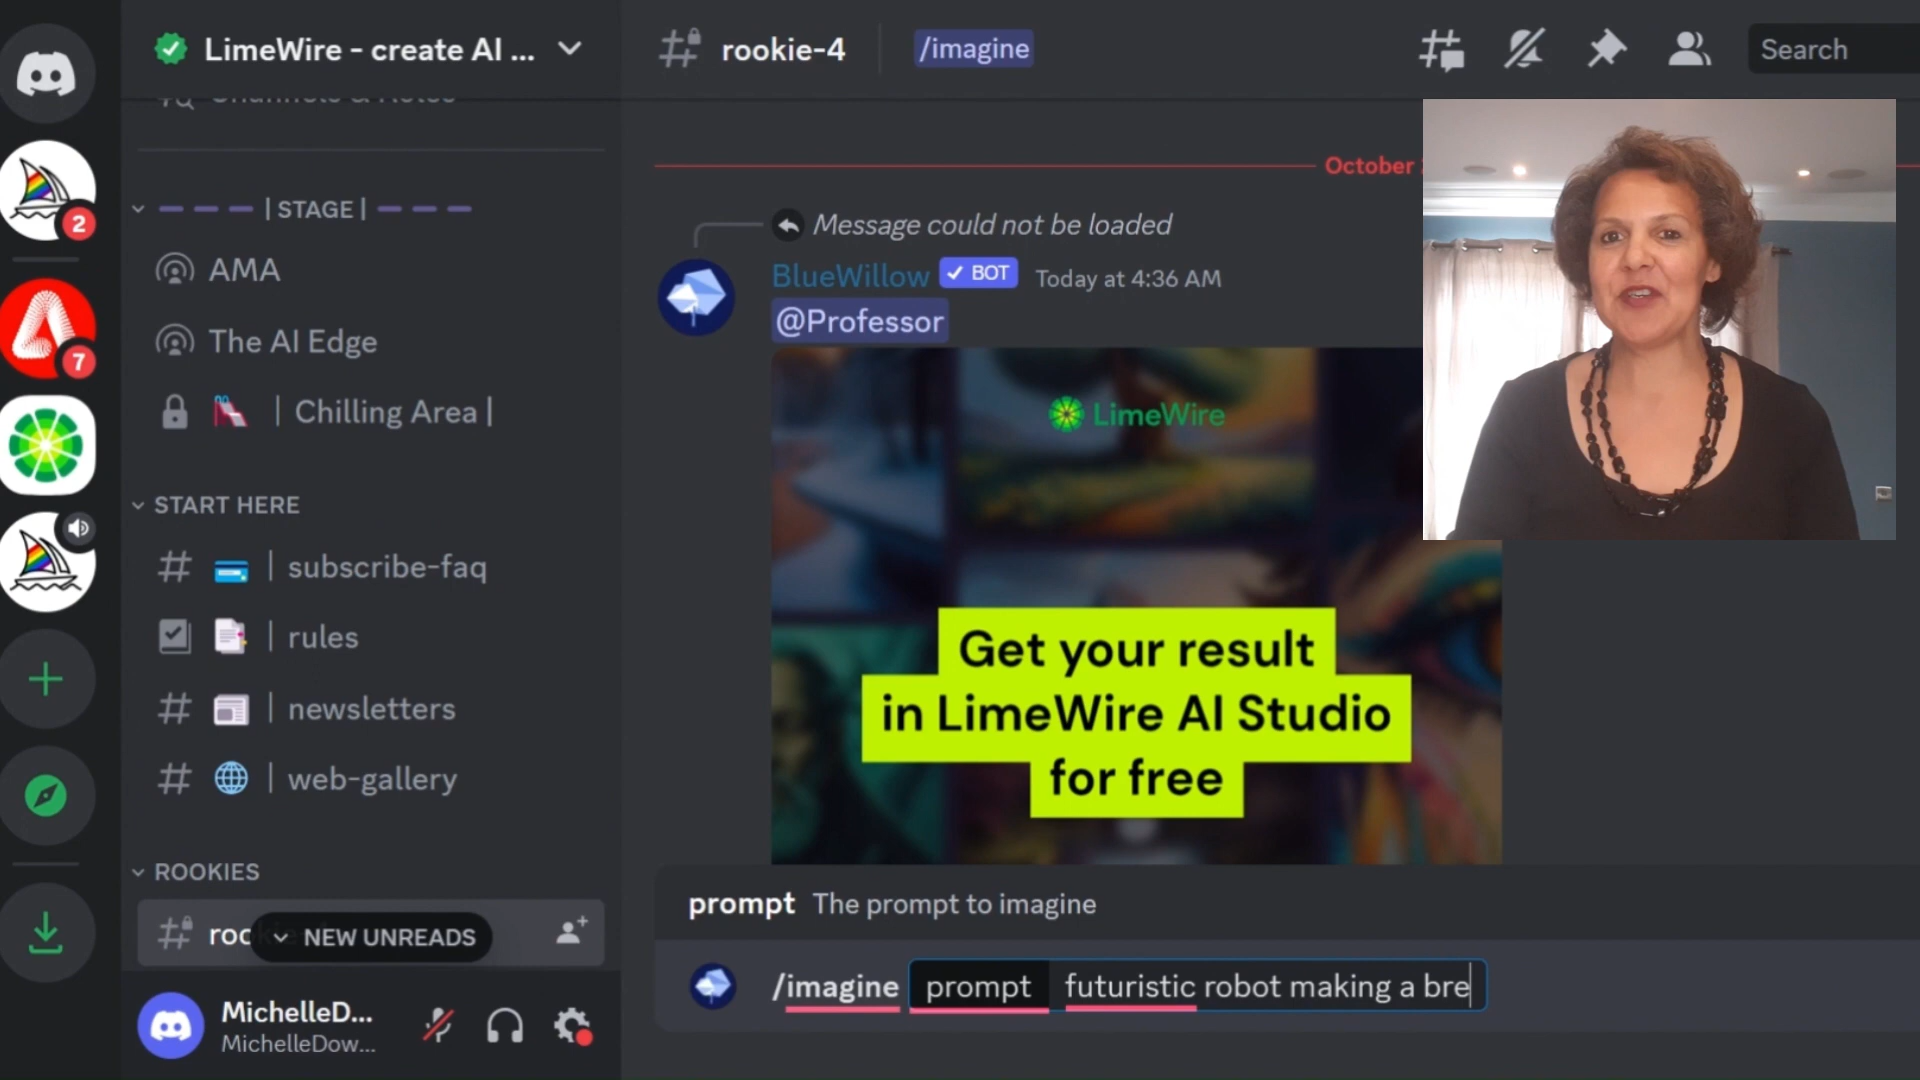 LimeWire - create AI ...
rookie-4
/imagine
Search
Channels & Roles
| STAGE |
AMA
The AI Edge
| Chilling Area |
START HERE
| subscribe-faq
| rules
| newsletters
| web-gallery
ROOKIES
roo
NEW UNREADS
MichelleD...
MichelleDow...
2
7
October
Message could not be loaded
BlueWillow BOT Today at 4:36 AM
@Professor
LimeWire
Get your result
in LimeWire AI Studio
for free
prompt The prompt to imagine
/imagine prompt futuristic robot making a bre